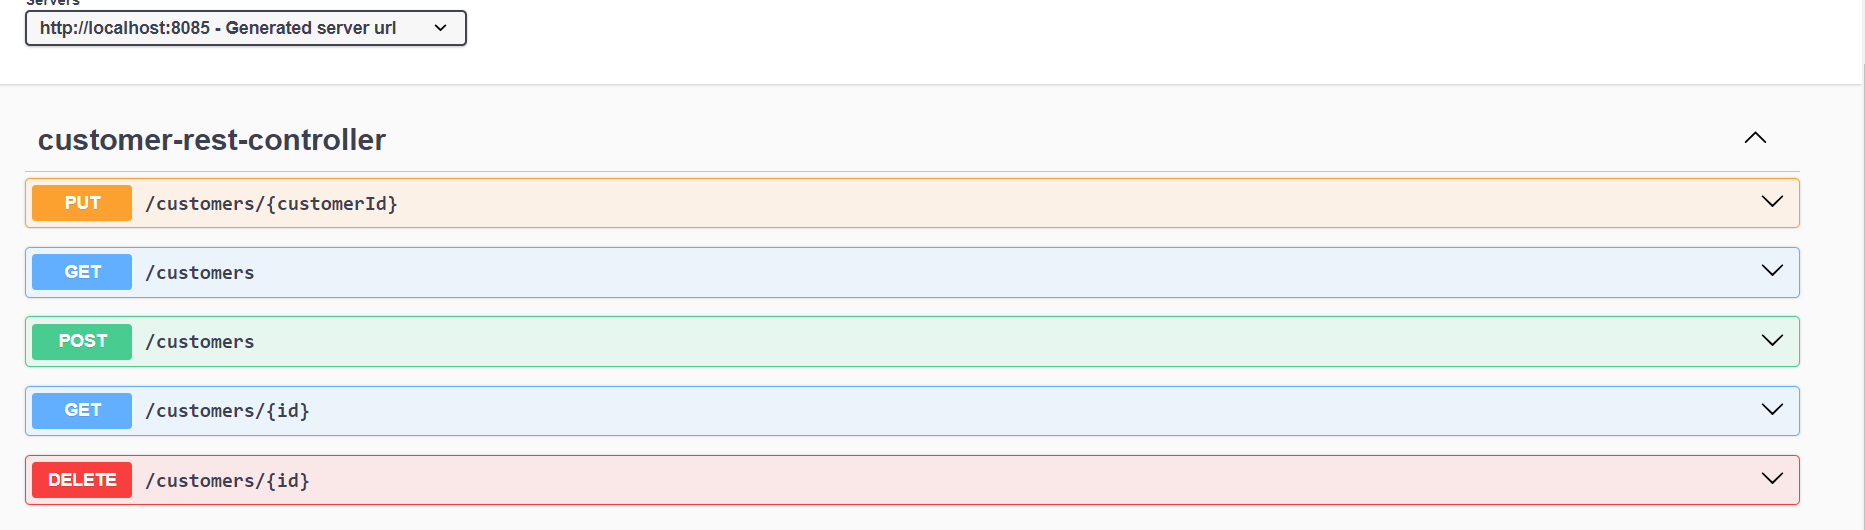 Servers
http://localhost:8085 - Generated server url
customer-rest-controller
PUT /customers/{customerId}
GET /customers
POST /customers
GET /customers/{id}
DELETE /customers/{id}